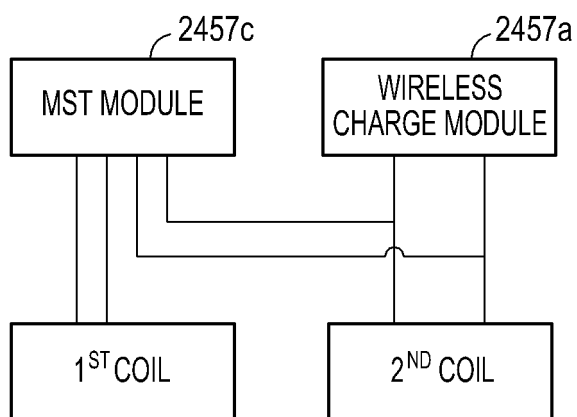 2457c
2457a
MST MODULE
WIRELESS
CHARGE MODULE
1ST COIL
2ND COIL